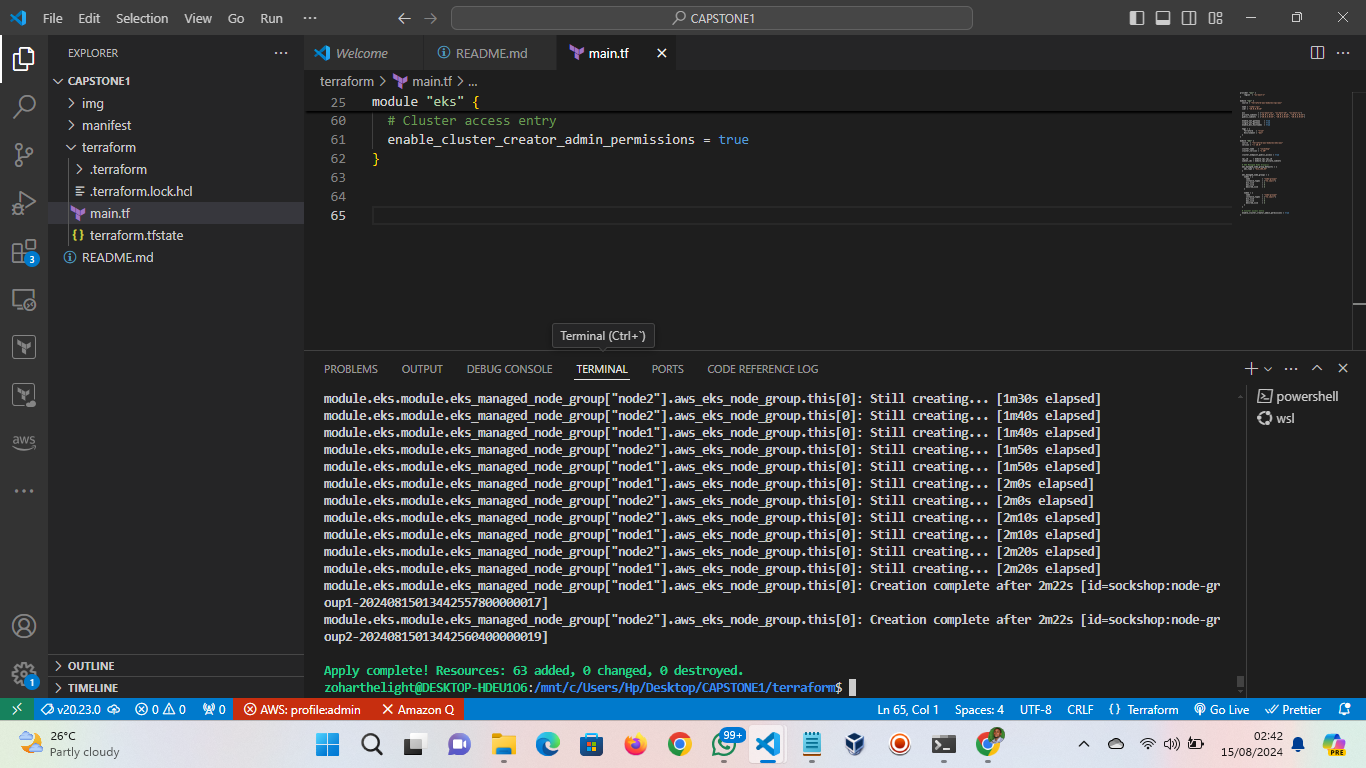 File Edit Selection View Go Run ···
CAPSTONE1
EXPLORER
CAPSTONE1
img
manifest
terraform
.terraform
.terraform.lock.hcl
main.tf
terraform.tfstate
README.md
OUTLINE
TIMELINE
3
aws
1
Welcome README.md main.tf
terraform > main.tf > ...
25 module "eks" {
60 # Cluster access entry
61 enable_cluster_creator_admin_permissions = true
62 }
63
64
65
Terminal (Ctrl+`)
PROBLEMS OUTPUT DEBUG CONSOLE TERMINAL PORTS CODE REFERENCE LOG
powershell
wsl
module.eks.module.eks_managed_node_group["node2"].aws_eks_node_group.this[0]: Still creating... [1m30s elapsed]
module.eks.module.eks_managed_node_group["node2"].aws_eks_node_group.this[0]: Still creating... [1m40s elapsed]
module.eks.module.eks_managed_node_group["node1"].aws_eks_node_group.this[0]: Still creating... [1m40s elapsed]
module.eks.module.eks_managed_node_group["node2"].aws_eks_node_group.this[0]: Still creating... [1m50s elapsed]
module.eks.module.eks_managed_node_group["node1"].aws_eks_node_group.this[0]: Still creating... [1m50s elapsed]
module.eks.module.eks_managed_node_group["node1"].aws_eks_node_group.this[0]: Still creating... [2m0s elapsed]
module.eks.module.eks_managed_node_group["node2"].aws_eks_node_group.this[0]: Still creating... [2m0s elapsed]
module.eks.module.eks_managed_node_group["node2"].aws_eks_node_group.this[0]: Still creating... [2m10s elapsed]
module.eks.module.eks_managed_node_group["node1"].aws_eks_node_group.this[0]: Still creating... [2m10s elapsed]
module.eks.module.eks_managed_node_group["node2"].aws_eks_node_group.this[0]: Still creating... [2m20s elapsed]
module.eks.module.eks_managed_node_group["node1"].aws_eks_node_group.this[0]: Still creating... [2m20s elapsed]
module.eks.module.eks_managed_node_group["node1"].aws_eks_node_group.this[0]: Creation complete after 2m22s [id=sockshop:node-gr
oup1-20240815013442557800000017]
module.eks.module.eks_managed_node_group["node2"].aws_eks_node_group.this[0]: Creation complete after 2m22s [id=sockshop:node-gr
oup2-20240815013442560400000019]
Apply complete! Resources: 63 added, 0 changed, 0 destroyed.
zoharthelight@DESKTOP-HDEU1O6:/mnt/c/Users/Hp/Desktop/CAPSTONE1/terraform$
v20.23.0 0 0 0 AWS: profile:admin Amazon Q Ln 65, Col 1 Spaces: 4 UTF-8 CRLF {} Terraform Go Live Prettier
26°C
Partly cloudy
99+
02:42
15/08/2024
PRE